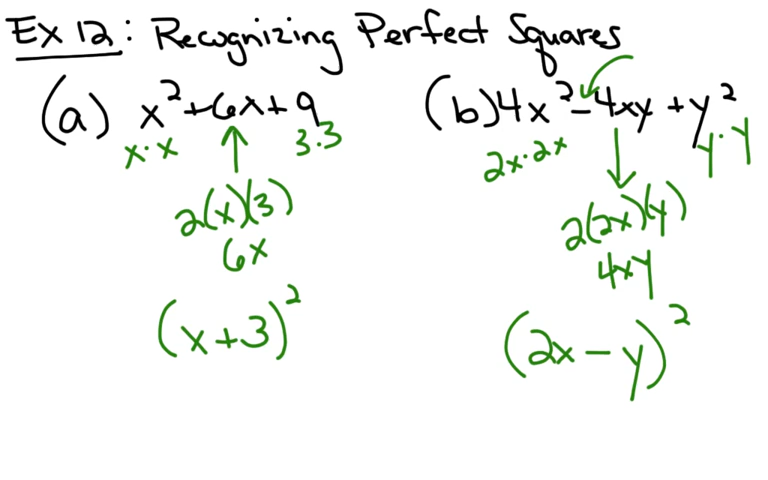 Ex 12: Recognizing Perfect Squares
(a) x² + 6x + 9
x·x 3·3
2(x)(3)
6x
(x+3)²
(b) 4x² - 4xy + y²
2x·2x y·y
2(2x)(y)
4xy
(2x - y)²